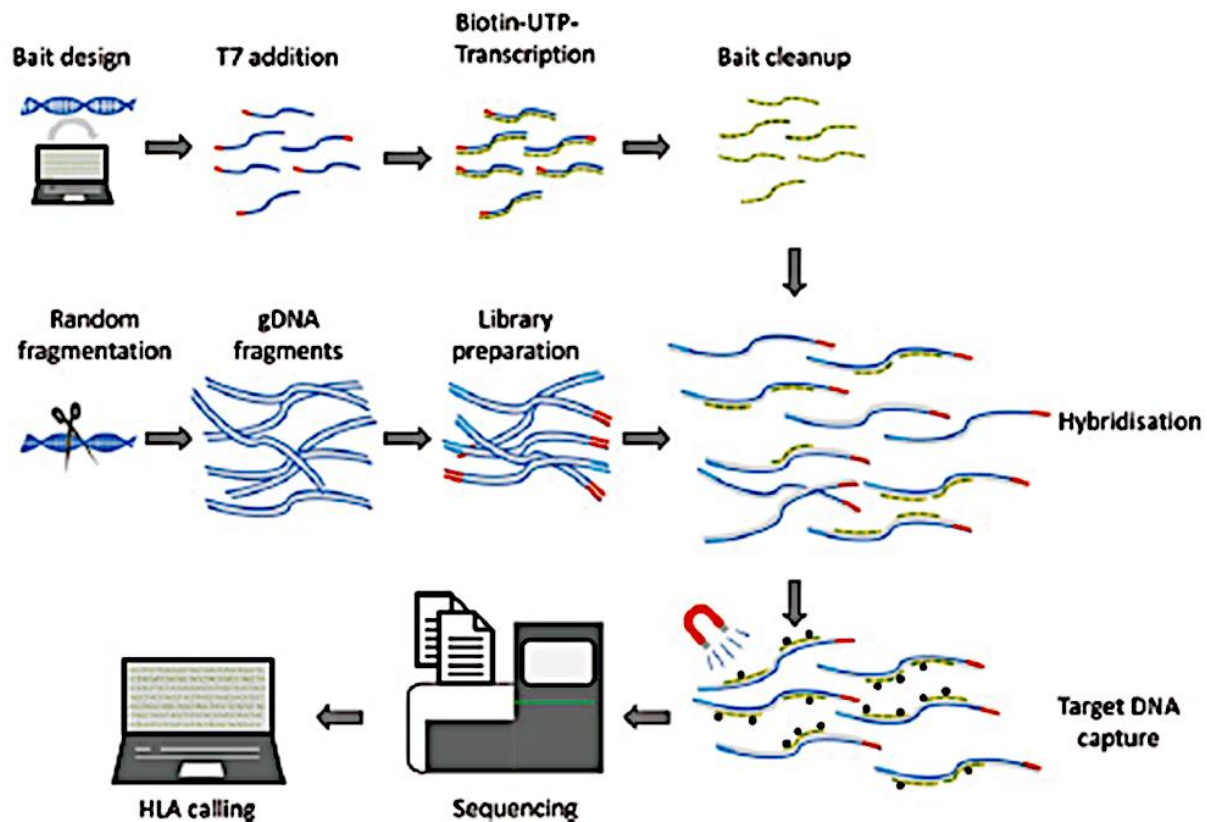 Bait design
T7 addition
Biotin-UTP-
Transcription
Bait cleanup
Random
fragmentation
gDNA
fragments
Library
preparation
Hybridisation
Target DNA
capture
Sequencing
HLA calling